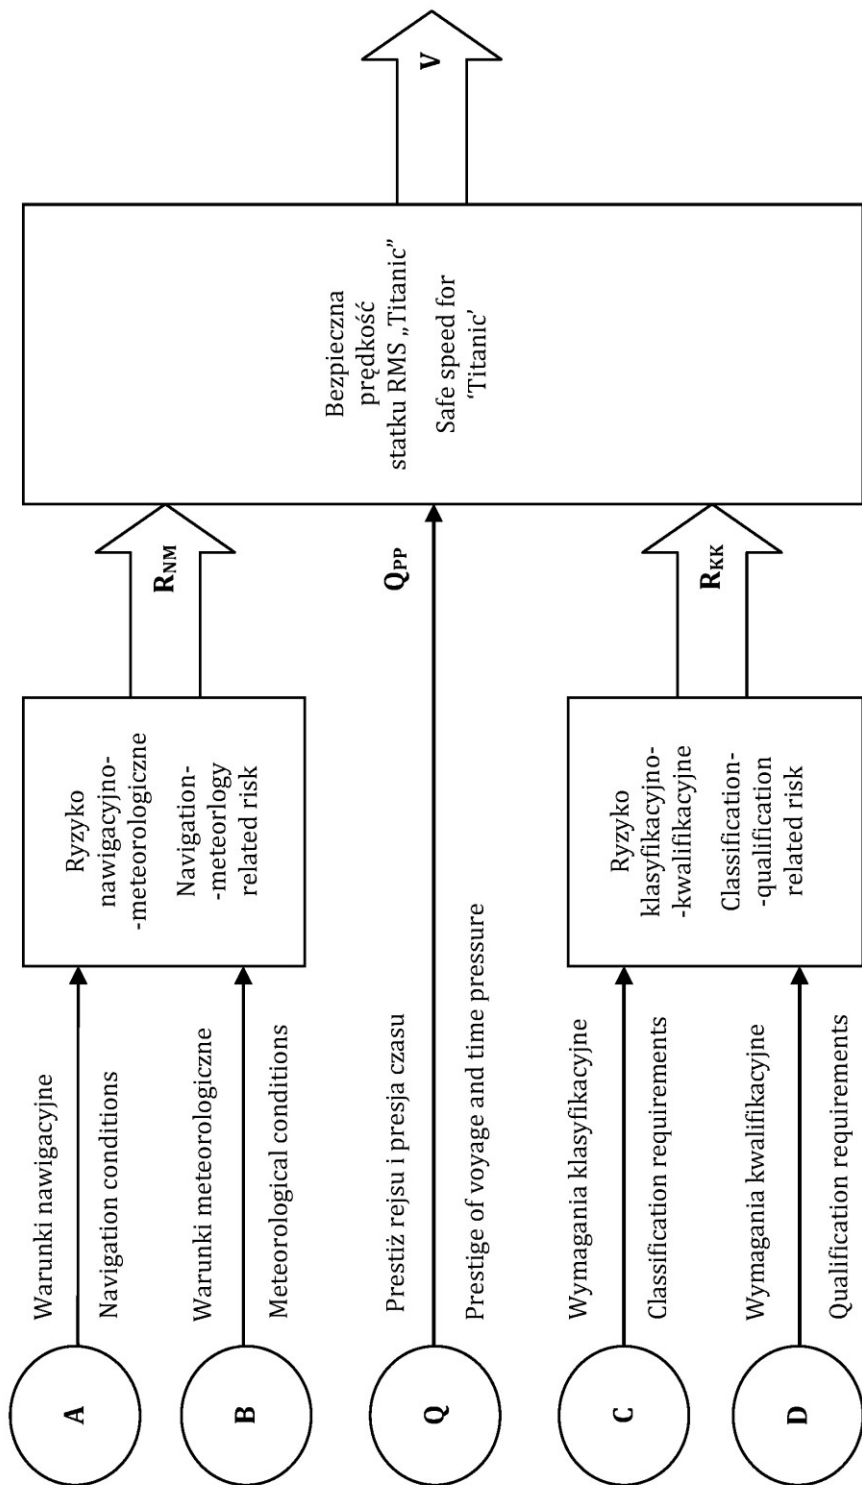 A
Warunki nawigacyjne
Navigation conditions
B
Warunki meteorologiczne
Meteorological conditions
Q
Prestiż rejsu i presja czasu
Prestige of voyage and time pressure
C
Wymagania klasyfikacyjne
Classification requirements
D
Wymagania kwalifikacyjne
Qualification requirements
Ryzyko
nawigacyjno-
-meteorologiczne
Navigation-
-meteorlogy
related risk
Ryzyko
klasyfikacyjno-
-kwalifikacyjne
Classification-
-qualification
related risk
RNM
QPP
RKK
Bezpieczna
prędkość
statku RMS „Titanic”
Safe speed for
‘Titanic’
V